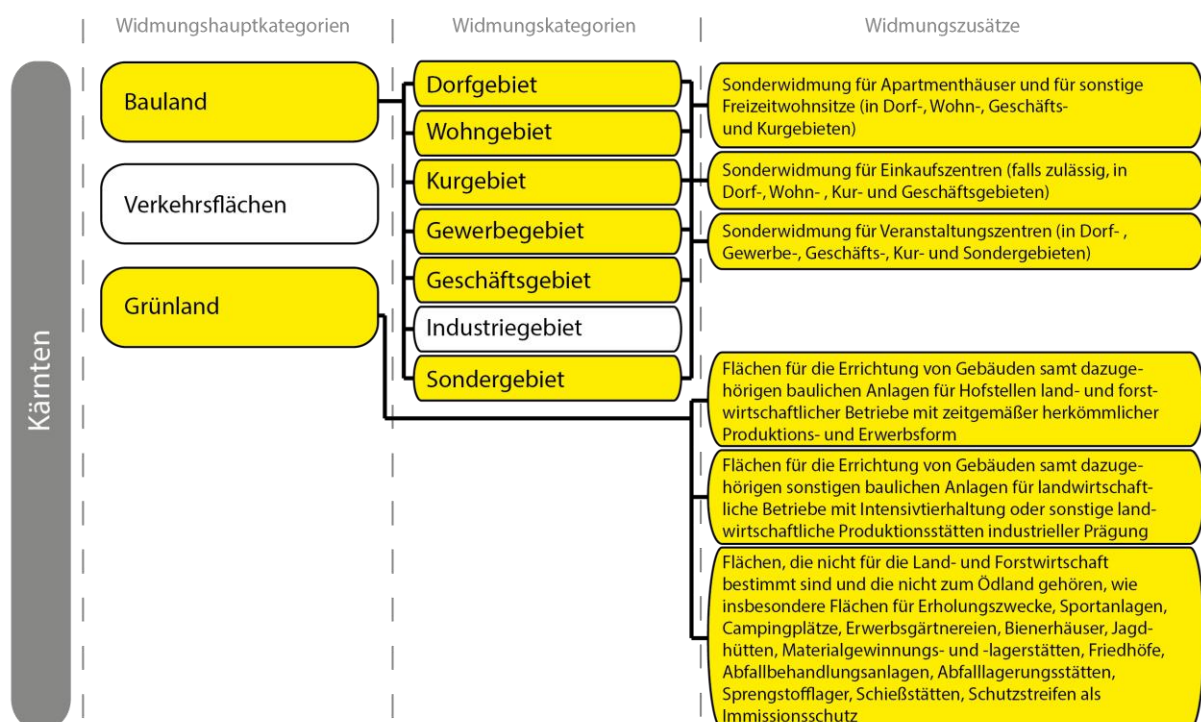 Widmungshauptkategorien
Widmungskategorien
Widmungszusätze
Kärnten
Bauland
Verkehrsflächen
Grünland
Dorfgebiet
Wohngebiet
Kurgebiet
Gewerbegebiet
Geschäftsgebiet
Industriegebiet
Sondergebiet
Sonderwidmung für Apartmenthäuser und für sonstige
Freizeitwohnsitze (in Dorf-, Wohn-, Geschäfts-
und Kurgebieten)
Sonderwidmung für Einkaufszentren (falls zulässig, in
Dorf-, Wohn- , Kur- und Geschäftsgebieten)
Sonderwidmung für Veranstaltungszentren (in Dorf- ,
Gewerbe-, Geschäfts-, Kur- und Sondergebieten)
Flächen für die Errichtung von Gebäuden samt dazuge-
hörigen baulichen Anlagen für Hofstellen land- und forst-
wirtschaftlicher Betriebe mit zeitgemäßer herkömmlicher
Produktions- und Erwerbsform
Flächen für die Errichtung von Gebäuden samt dazuge-
hörigen sonstigen baulichen Anlagen für landwirtschaft-
liche Betriebe mit Intensivtierhaltung oder sonstige land-
wirtschaftliche Produktionsstätten industrieller Prägung
Flächen, die nicht für die Land- und Forstwirtschaft
bestimmt sind und die nicht zum Ödland gehören, wie
insbesondere Flächen für Erholungszwecke, Sportanlagen,
Campingplätze, Erwerbsgärtnereien, Bienerhäuser, Jagd-
hütten, Materialgewinnungs- und -lagerstätten, Friedhöfe,
Abfallbehandlungsanlagen, Abfalllagerungsstätten,
Sprengstofflager, Schießstätten, Schutzstreifen als
Immissionsschutz